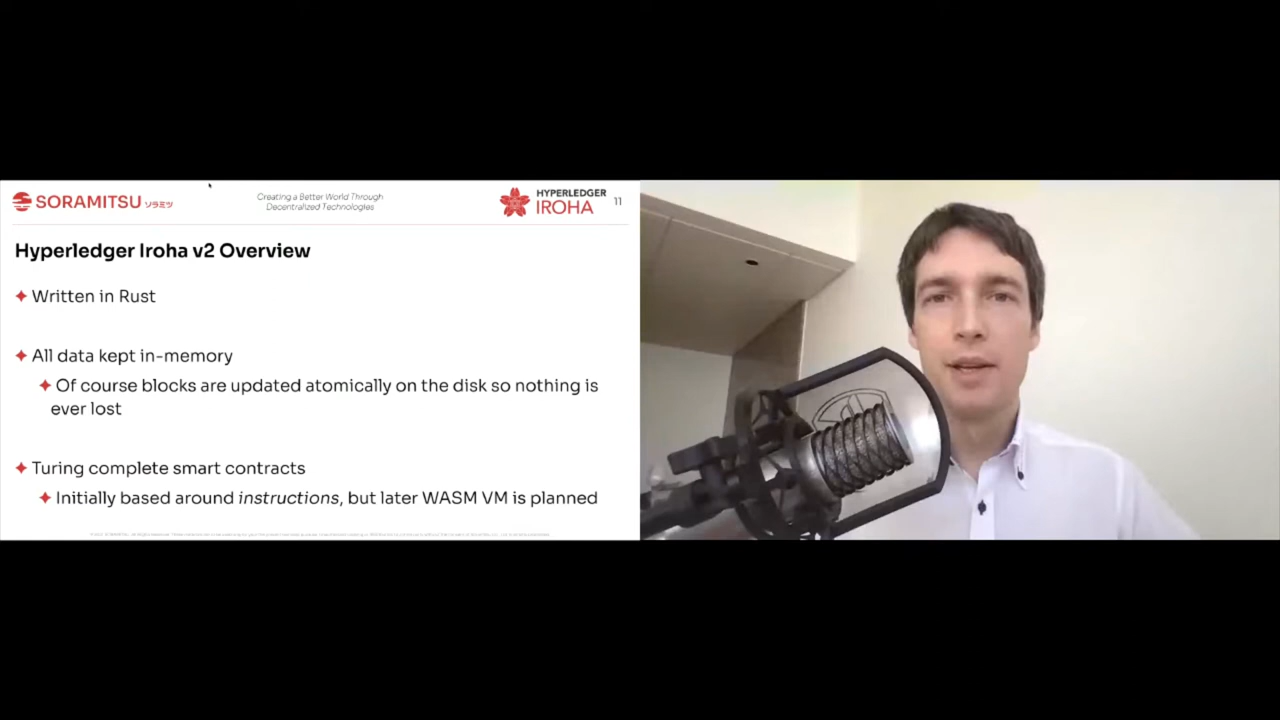 SORAMITSU ソラミツ
Creating a Better World Through
Decentralized Technologies
HYPERLEDGER
IROHA
11
Hyperledger Iroha v2 Overview
Written in Rust
All data kept in-memory
Of course blocks are updated atomically on the disk so nothing is
ever lost
Turing complete smart contracts
Initially based around instructions, but later WASM VM is planned